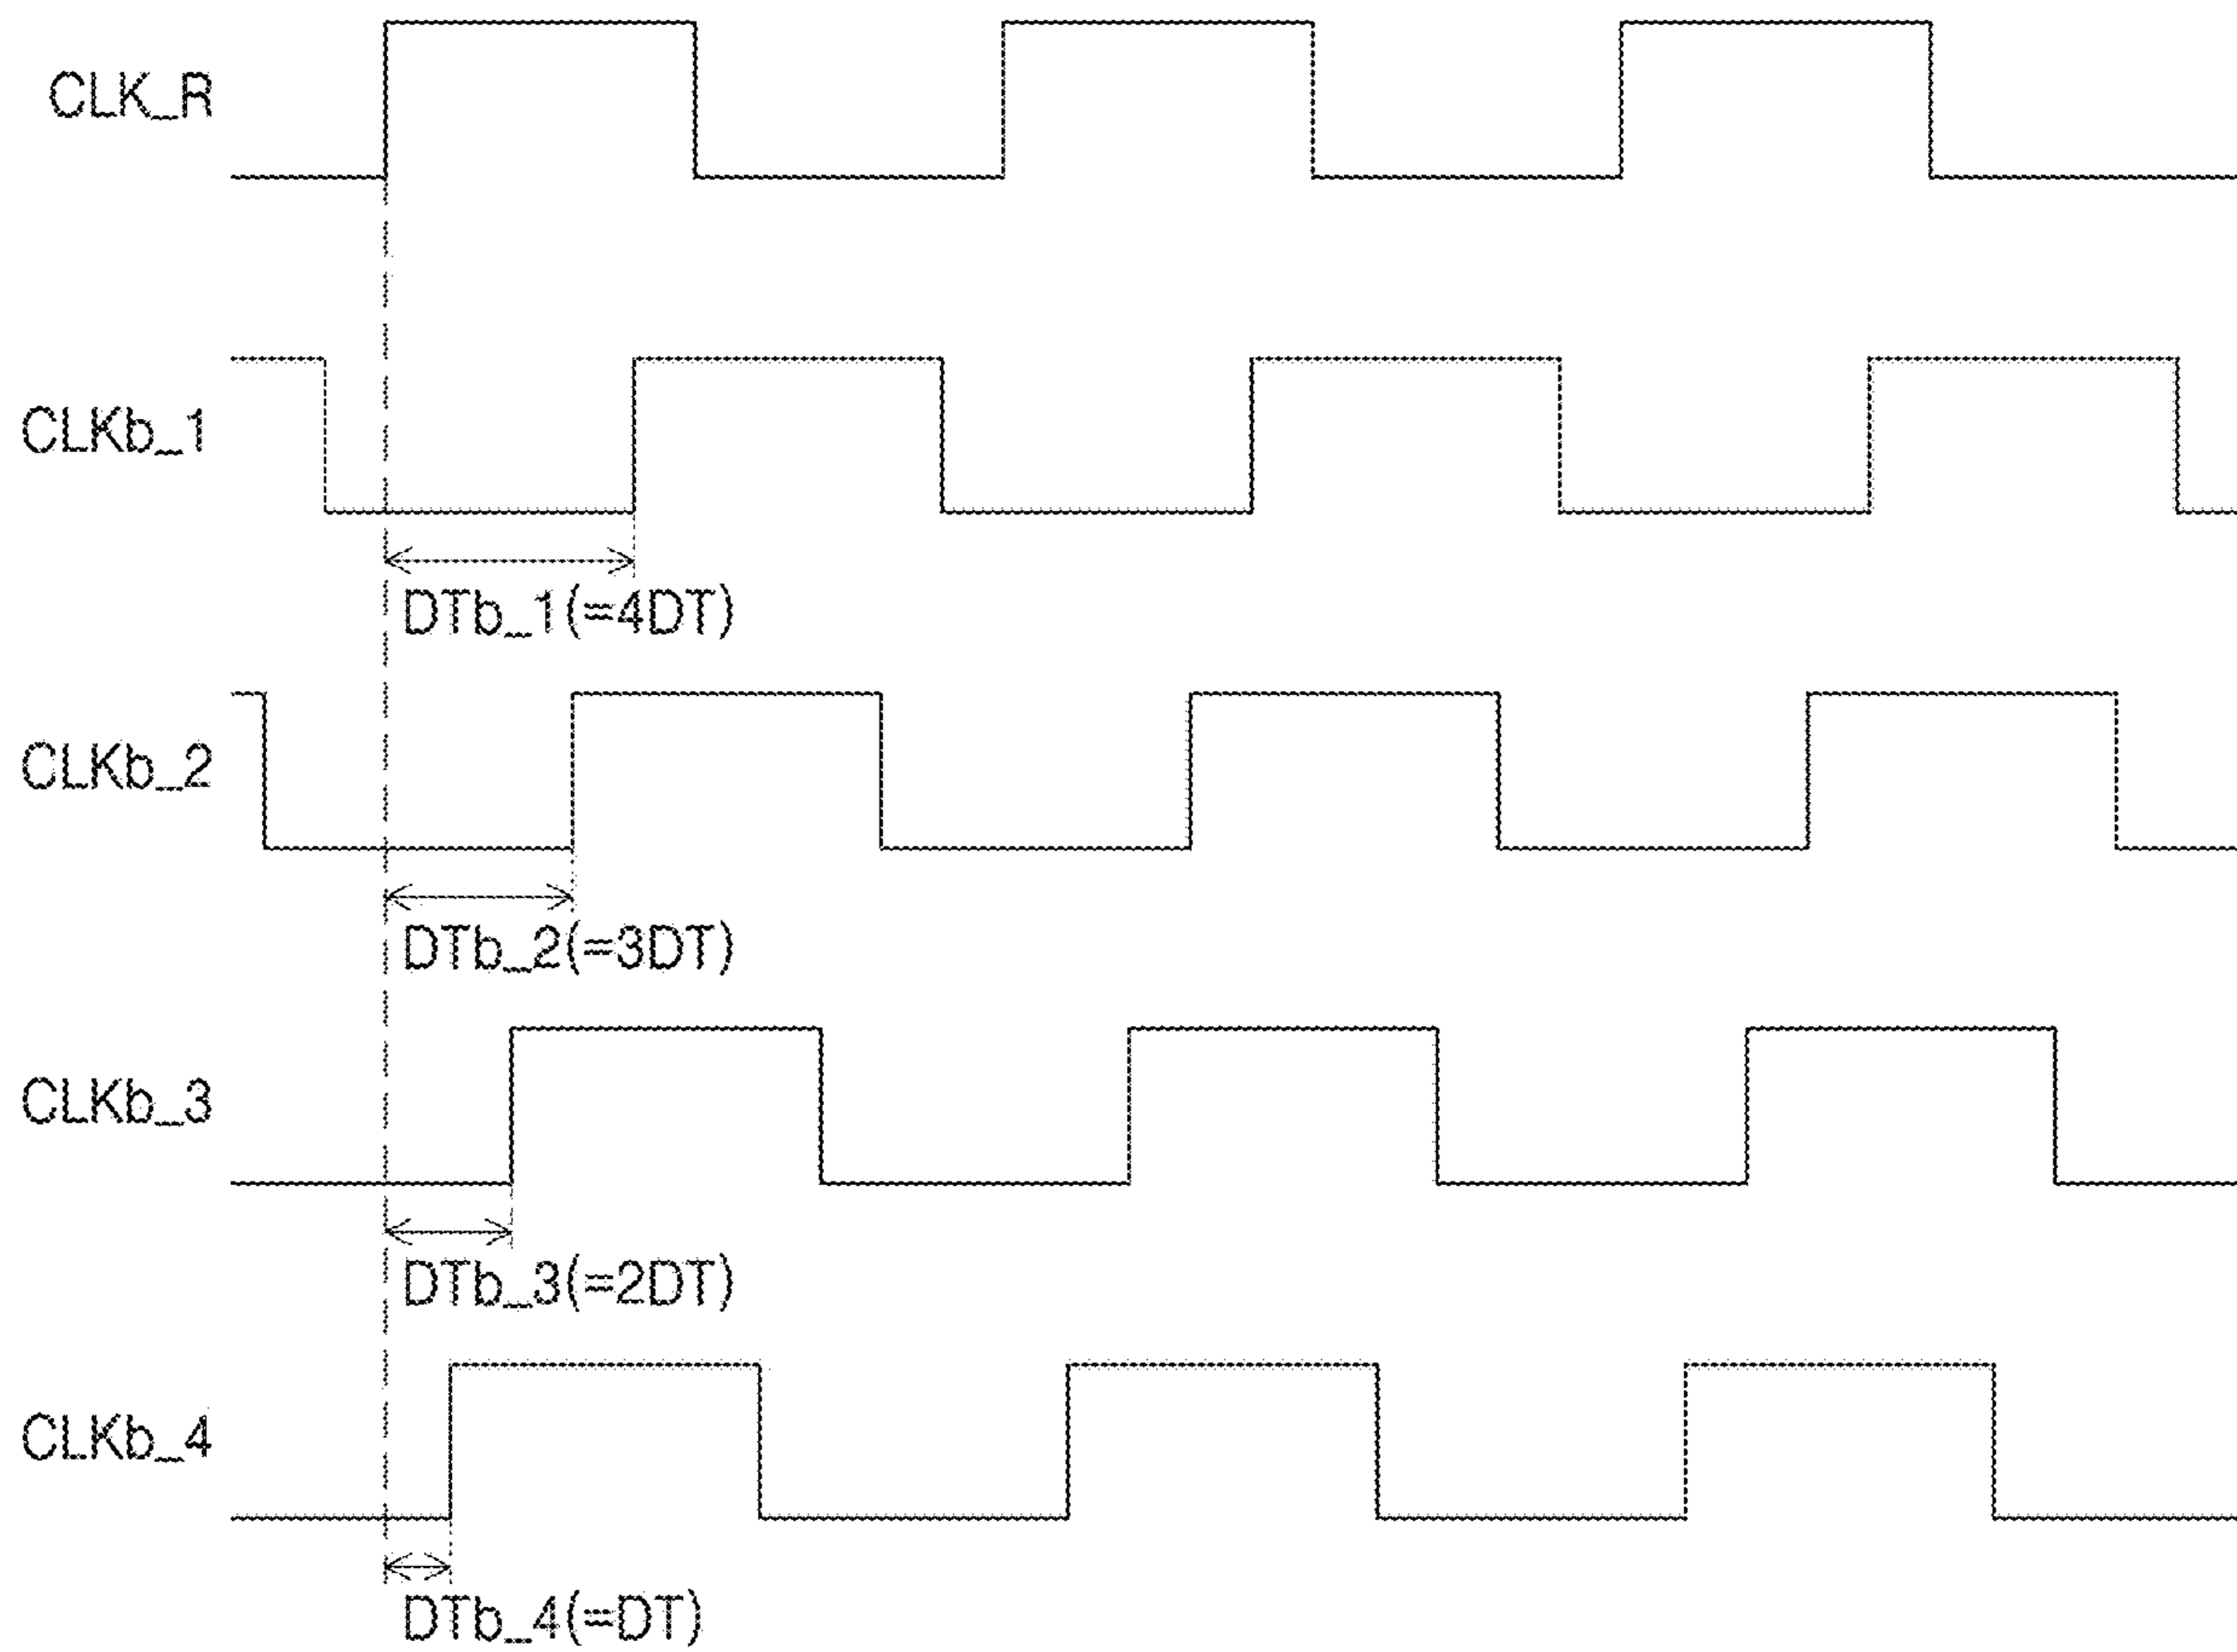 CLK_R
CLKb_1
DTb_1(=4DT)
CLKb_2
DTb_2(=3DT)
CLKb_3
DTb_3(=2DT)
CLKb_4
DTb_4(=DT)